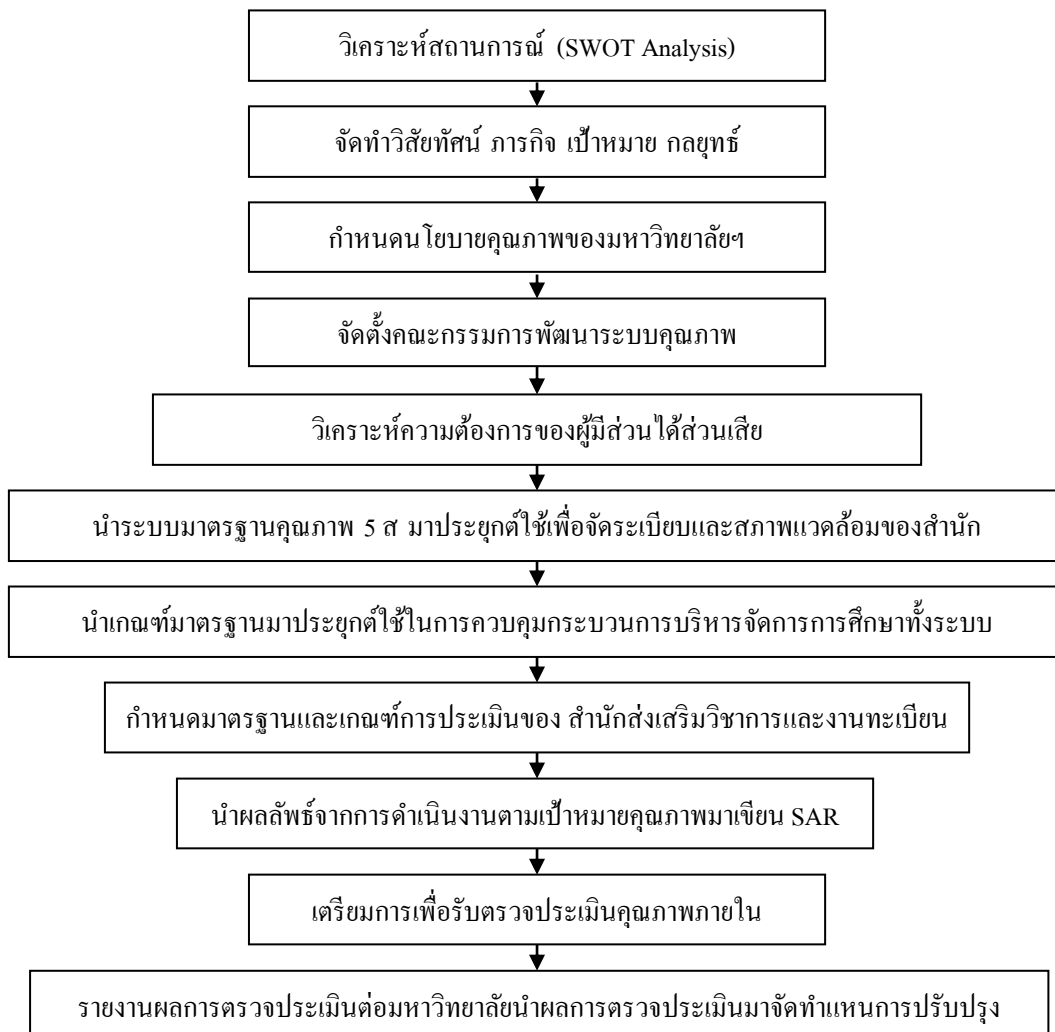 วิเคราะห์สถานการณ์ (SWOT Analysis)
จัดทำวิสัยทัศน์ ภารกิจ เป้าหมาย กลยุทธ์
กำหนดนโยบายคุณภาพของมหาวิทยาลัยฯ
จัดตั้งคณะกรรมการพัฒนาระบบคุณภาพ
วิเคราะห์ความต้องการของผู้มีส่วนได้ส่วนเสีย
นำระบบมาตรฐานคุณภาพ 5 ส มาประยุกต์ใช้เพื่อจัดระเบียบและสภาพแวดล้อมของสำนัก
นำเกณฑ์มาตรฐานมาประยุกต์ใช้ในการควบคุมกระบวนการบริหารจัดการการศึกษาทั้งระบบ
กำหนดมาตรฐานและเกณฑ์การประเมินของ สำนักส่งเสริมวิชาการและงานทะเบียน
นำผลลัพธ์จากการดำเนินงานตามเป้าหมายคุณภาพมาเขียน SAR
เตรียมการเพื่อรับตรวจประเมินคุณภาพภายใน
รายงานผลการตรวจประเมินต่อมหาวิทยาลัยนำผลการตรวจประเมินมาจัดทำแหนการปรับปรุง